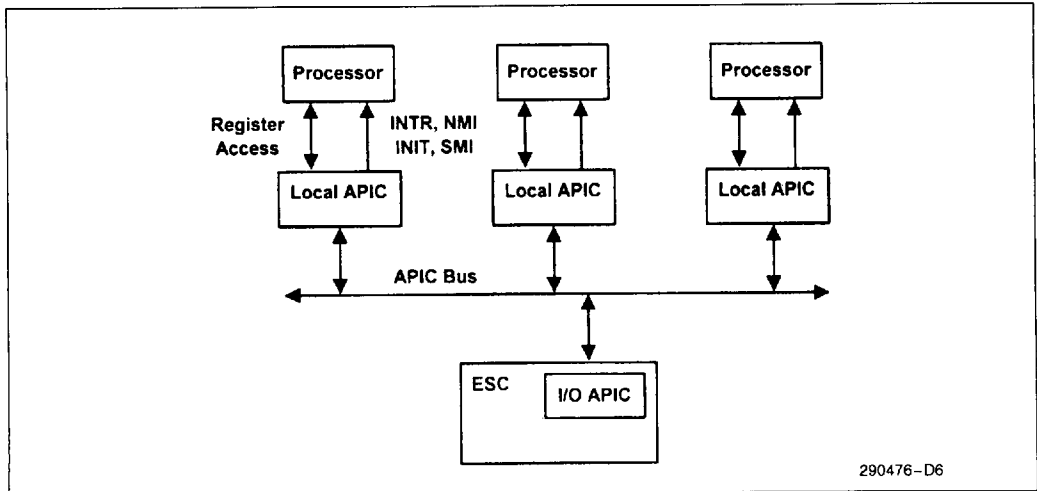 Processor
Processor
Processor
Register
Access
INTR, NMI
INIT, SMI
Local APIC
Local APIC
Local APIC
APIC Bus
ESC
I/O APIC
290476–D6